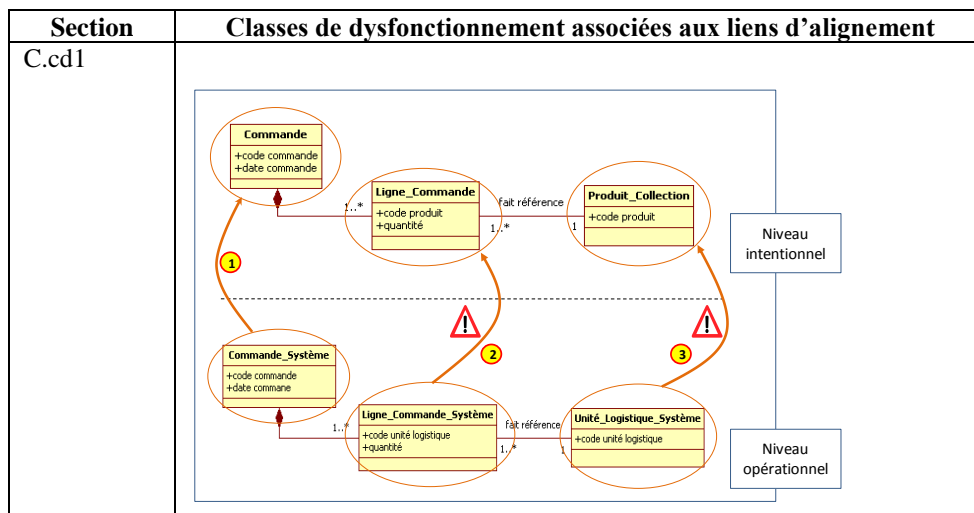 Section
Classes de dysfonctionnement associées aux liens d'alignement
C.cd1
Commande
+code commande
+date commande
1..*
Ligne_Commande
+code produit
+quantité
fait référence
1..*
1
Produit_Collection
+code produit
Niveau
intentionnel
1
!
2
!
3
Commande_Système
+code commande
+date commane
1..*
Ligne_Commande_Système
+code unité logistique
+quantité
fait référence
1..*
1
Unité_Logistique_Système
+code unité logistique
Niveau
opérationnel